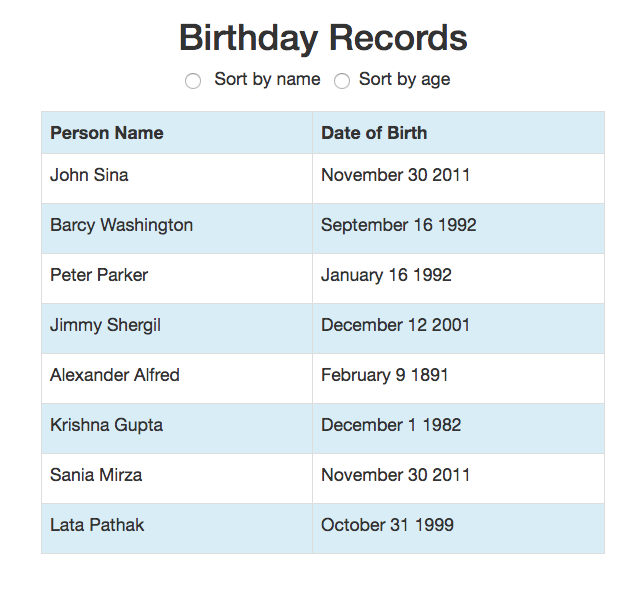 Birthday Records
Sort by name Sort by age
Person Name Date of Birth
John Sina November 30 2011
Barcy Washington September 16 1992
Peter Parker January 16 1992
Jimmy Shergil December 12 2001
Alexander Alfred February 9 1891
Krishna Gupta December 1 1982
Sania Mirza November 30 2011
Lata Pathak October 31 1999